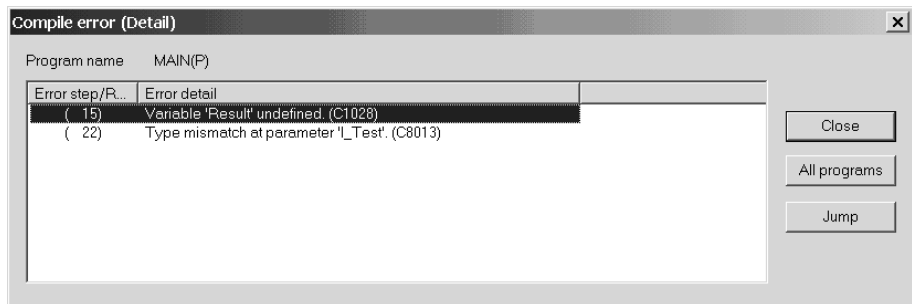 Compile error (Detail)
Program name MAIN(P)
Error step/R... Error detail
( 15) Variable 'Result' undefined. (C1028)
( 22) Type mismatch at parameter 'I_Test'. (C8013)
Close
All programs
Jump